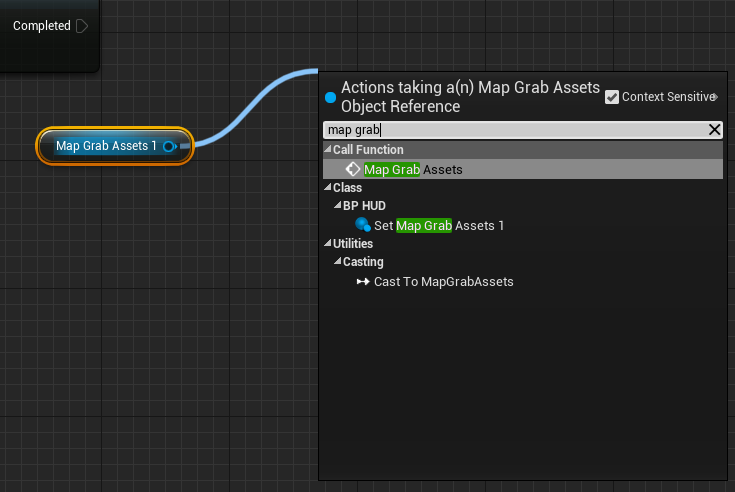 Completed
Map Grab Assets 1
Actions taking a(n) Map Grab Assets
Object Reference
Context Sensitive
map grab
Call Function
Map Grab Assets
Class
BP HUD
Set Map Grab Assets 1
Utilities
Casting
Cast To MapGrabAssets